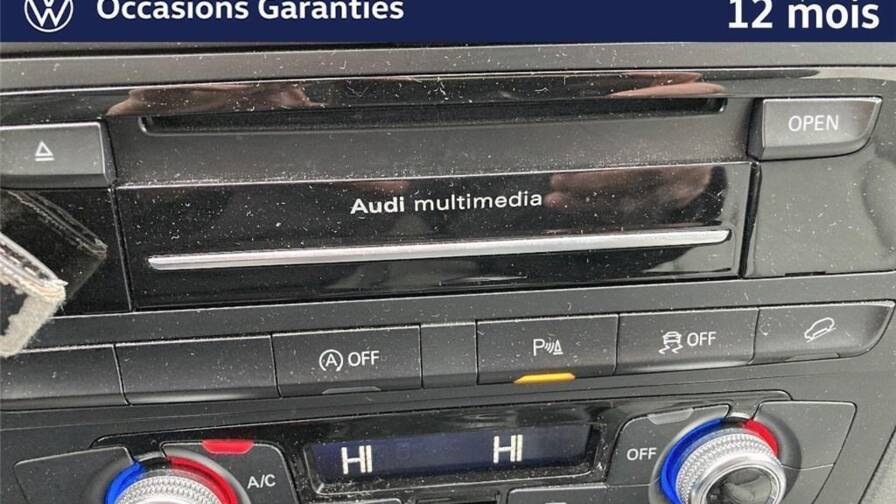 Occasions Garanties
12 mois
OPEN
Audi multimedia
A OFF
P
OFF
HI HI
A/C
OFF